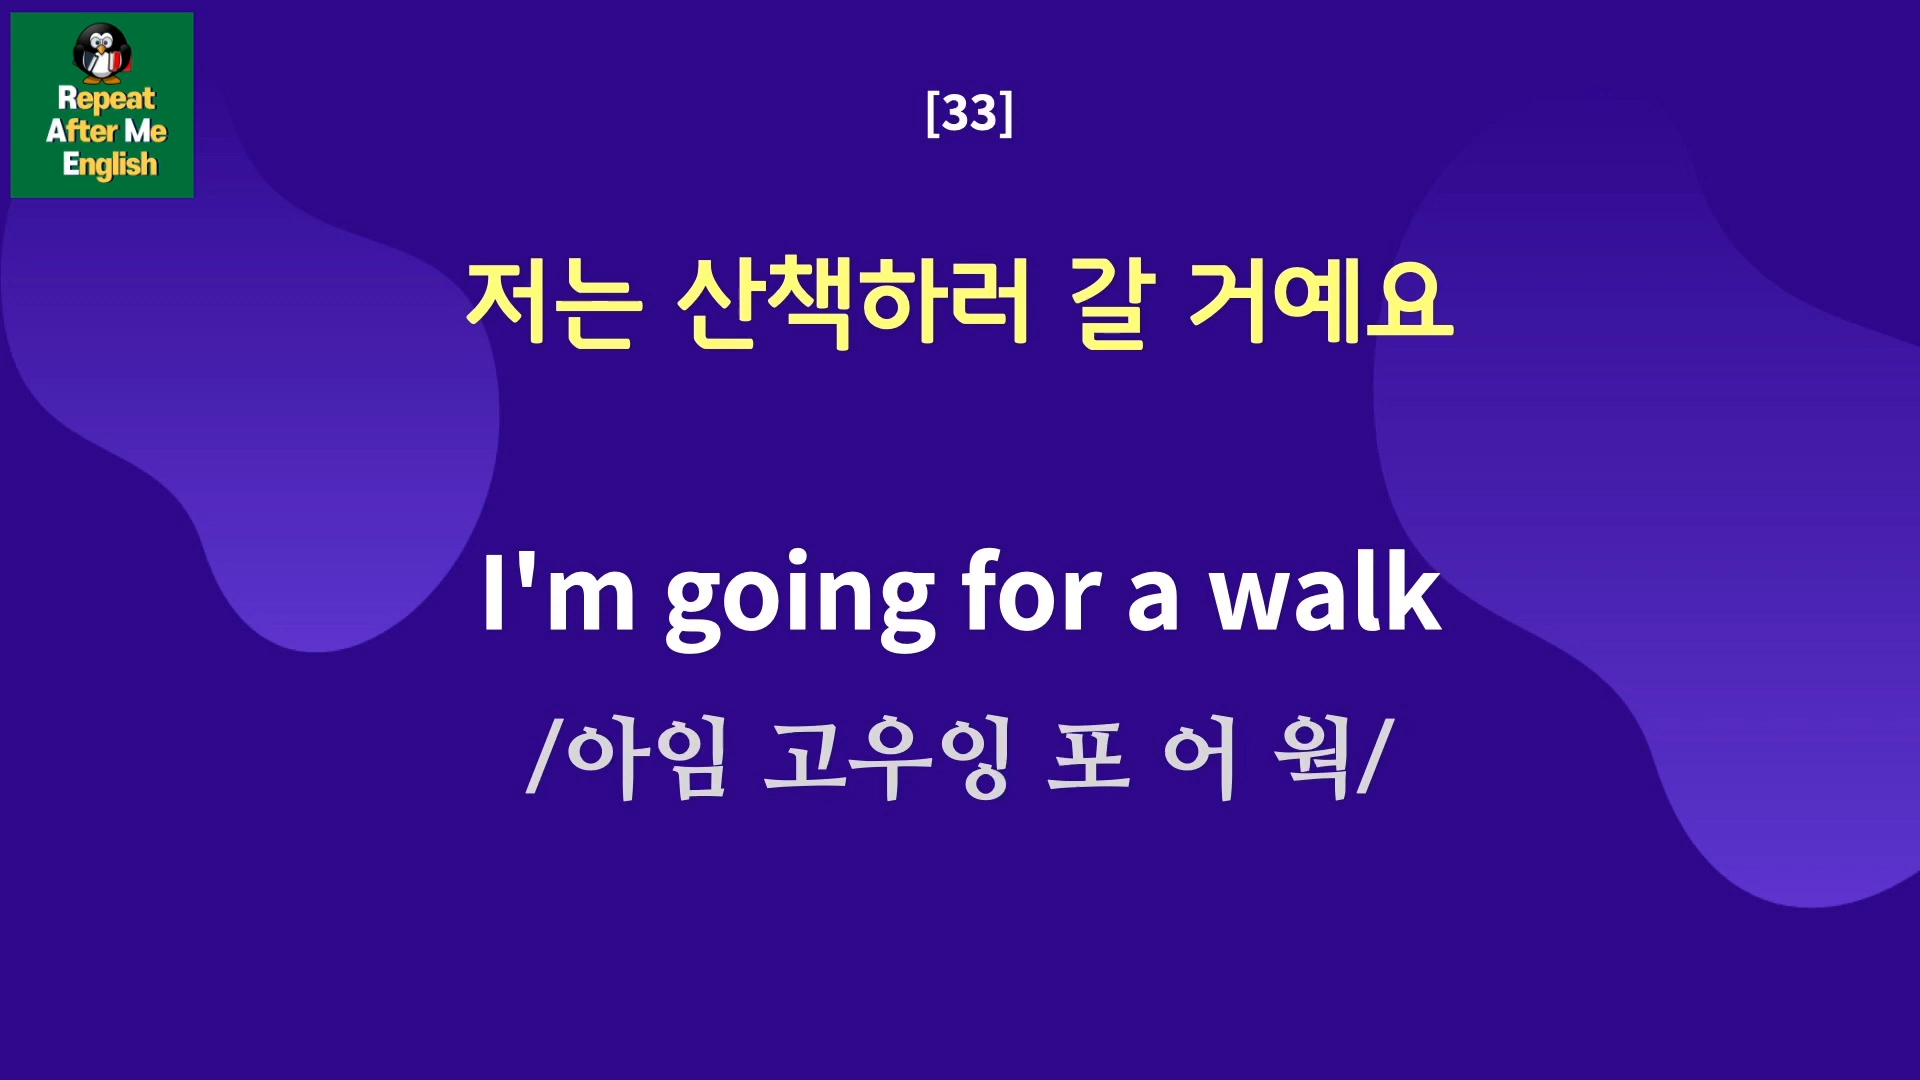 Repeat
After Me
English
[33]
저는 산책하러 갈 거예요
I'm going for a walk
/아임 고우잉 포 어 웍/